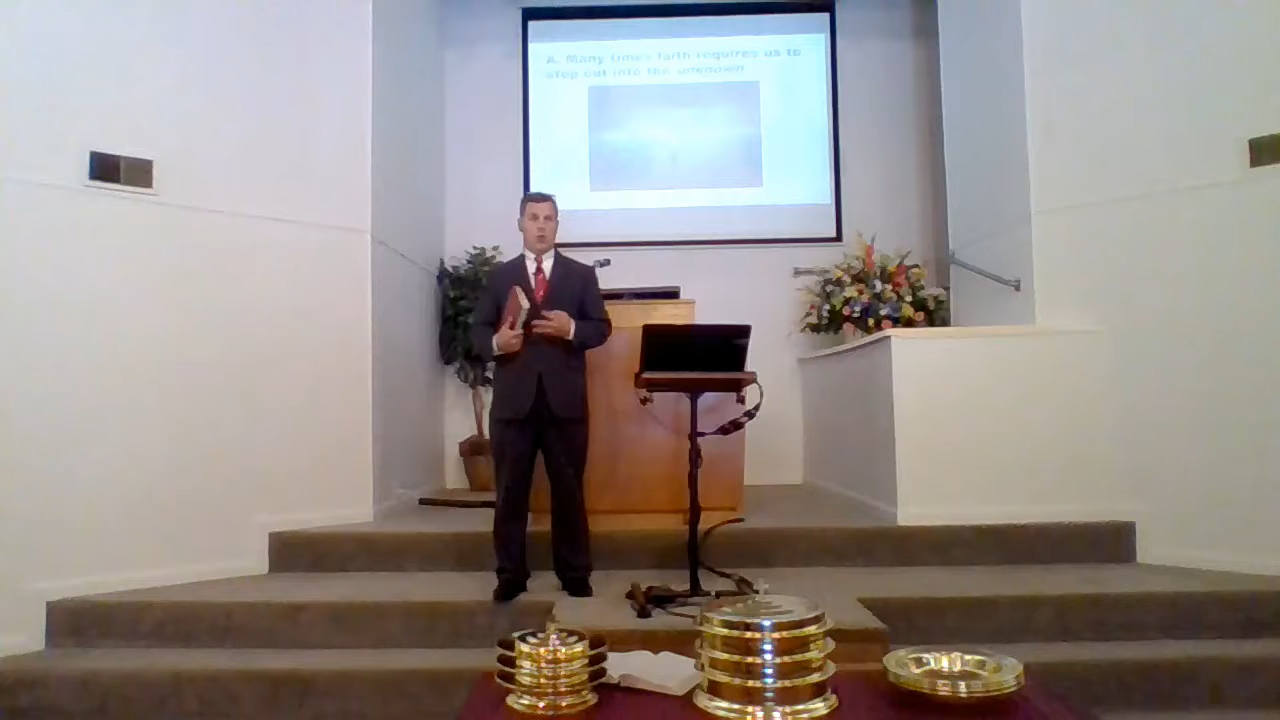 A. Many times faith requires us to
step out into the unknown